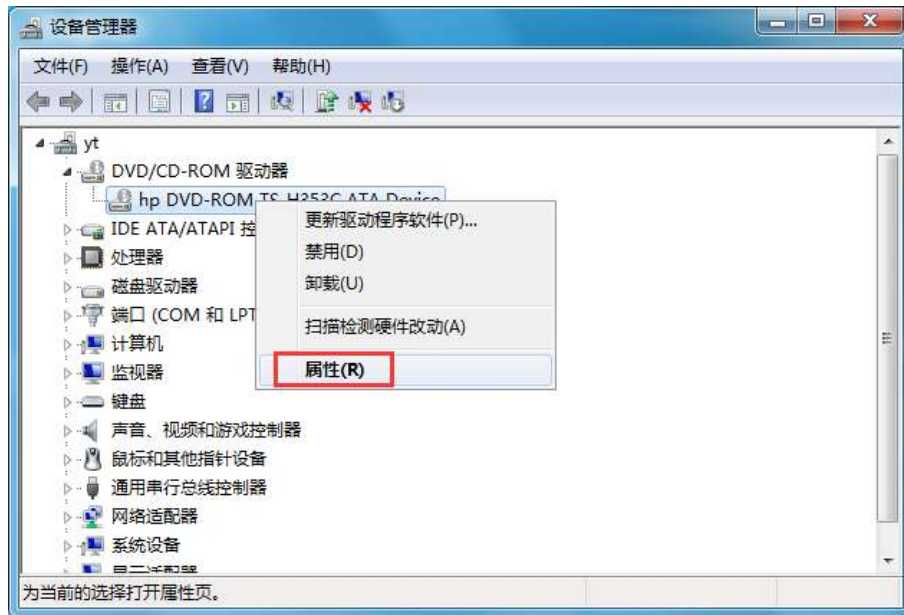 设备管理器
文件(F) 操作(A) 查看(V) 帮助(H)
yt
DVD/CD-ROM 驱动器
hp DVD-ROM TS-H353C ATA Device
更新驱动程序软件(P)...
IDE ATA/ATAPI 控
禁用(D)
处理器
卸载(U)
磁盘驱动器
端口 (COM 和 LPT
扫描检测硬件改动(A)
计算机
属性(R)
监视器
键盘
声音、视频和游戏控制器
鼠标和其他指针设备
通用串行总线控制器
网络适配器
系统设备
显示适配器
为当前的选择打开属性页。